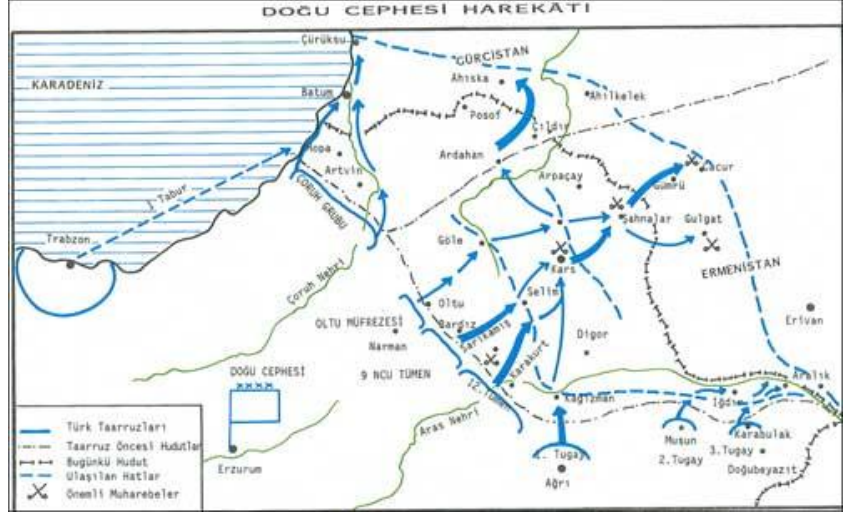 DOĞU CEPHESİ HAREKÂTI
Çürüksu
GÜRCİSTAN
KARADENİZ
Ahıska
Ahilkelek
Batum
Posof
Çıldır
Hopa
Ardahan
Artvin
Arpaçay
Gümrü
1.Tabur
ÇORUH GRUBU
Şahnalar
Gulgat
Trabzon
Göle
Kars
ERMENİSTAN
Çoruh Nehri
Selim
Oltu
OLTU MÜFREZESİ
Bardız
Sarıkamış
Erivan
Narman
Digor
Karakurt
DOĞU CEPHESİ
9 NCU TÜMEN
12.Tümen
Kağızman
Iğdır
Aralık
Aras Nehri
Türk Taarruzları
Taarruz Öncesi Hudutlar
Bugünkü Hudut
Ulaşılan Hatlar
Önemli Muharebeler
Erzurum
Tugay
Ağrı
Musun
2.Tugay
Karabulak
3.Tugay
Doğubeyazıt